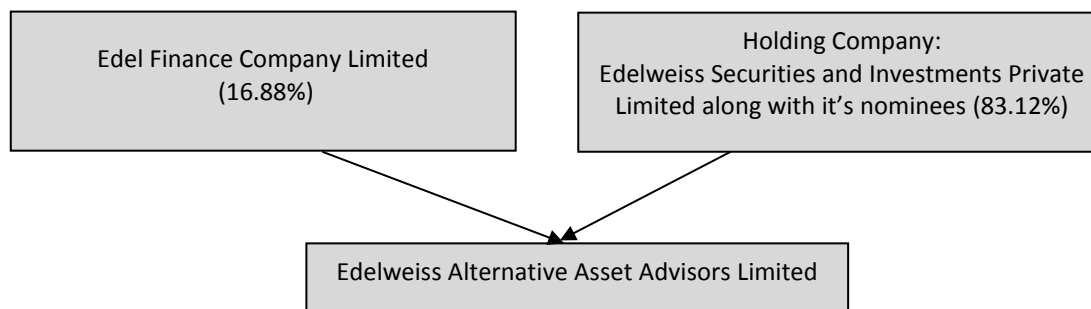 Edel Finance Company Limited
(16.88%)
Holding Company:
Edelweiss Securities and Investments Private
Limited along with it’s nominees (83.12%)
Edelweiss Alternative Asset Advisors Limited